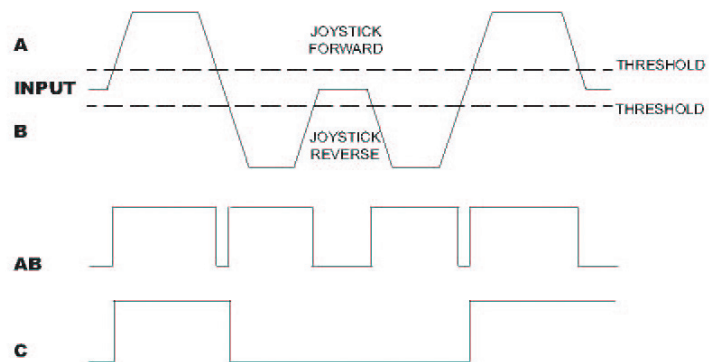 A
JOYSTICK
FORWARD
THRESHOLD
INPUT
THRESHOLD
B
JOYSTICK
REVERSE
AB
C